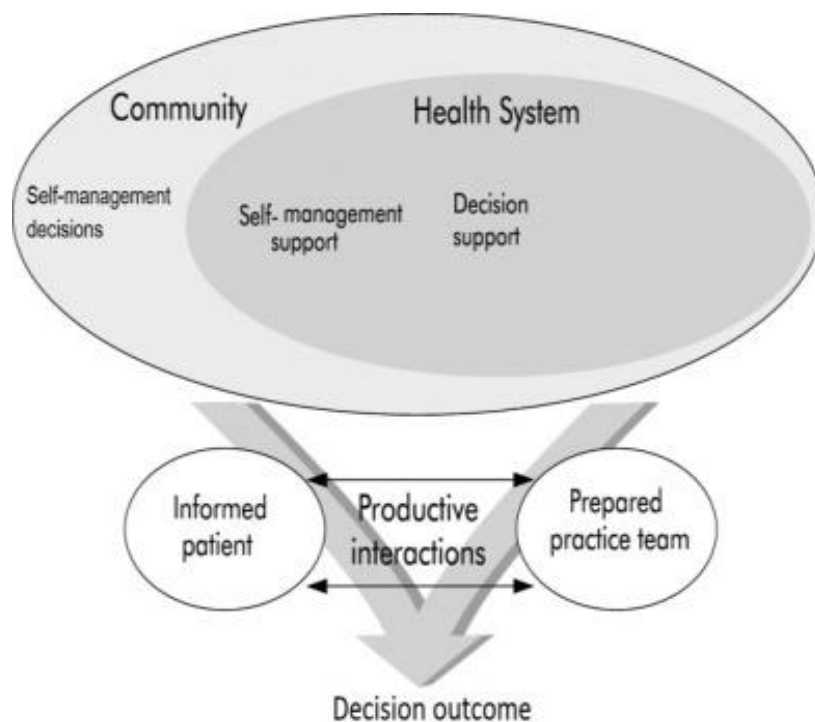 Community
Health System
Self-management
decisions
Self- management
support
Decision
support
Informed
patient
Productive
interactions
Prepared
practice team
Decision outcome